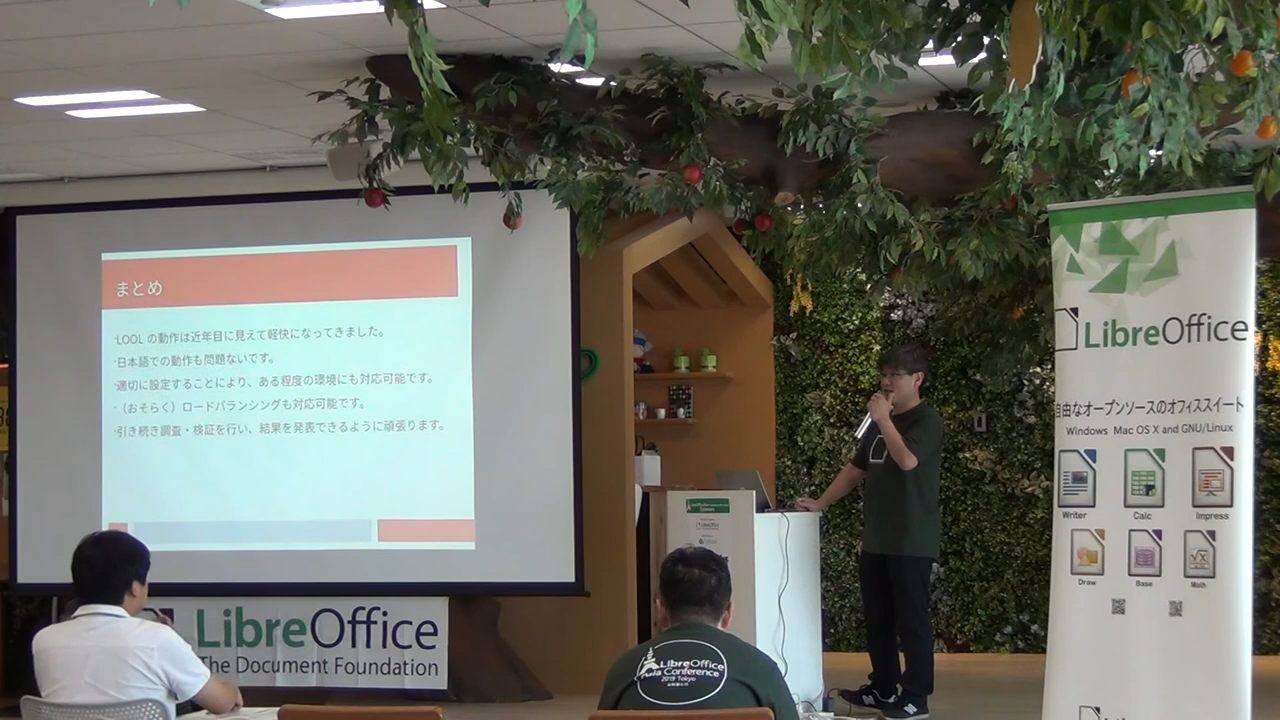 まとめ
・LOOL の動作は近年目に見えて軽快になってきました。
・日本語での動作も問題ないです。
・適切に設定することにより、ある程度の環境にも対応可能です。
・（おそらく）ロードバランシングも対応可能です。
・引き続き調査・検証を行い、結果を発表できるように頑張ります。
LibreOffice
The Document Foundation
LibreOffice
Asia Conference
2019 Tokyo
LibreOffice
自由なオープンソースのオフィススイート
Windows Mac OS X and GNU/Linux
Writer
Calc
Impress
Draw
Base
Math